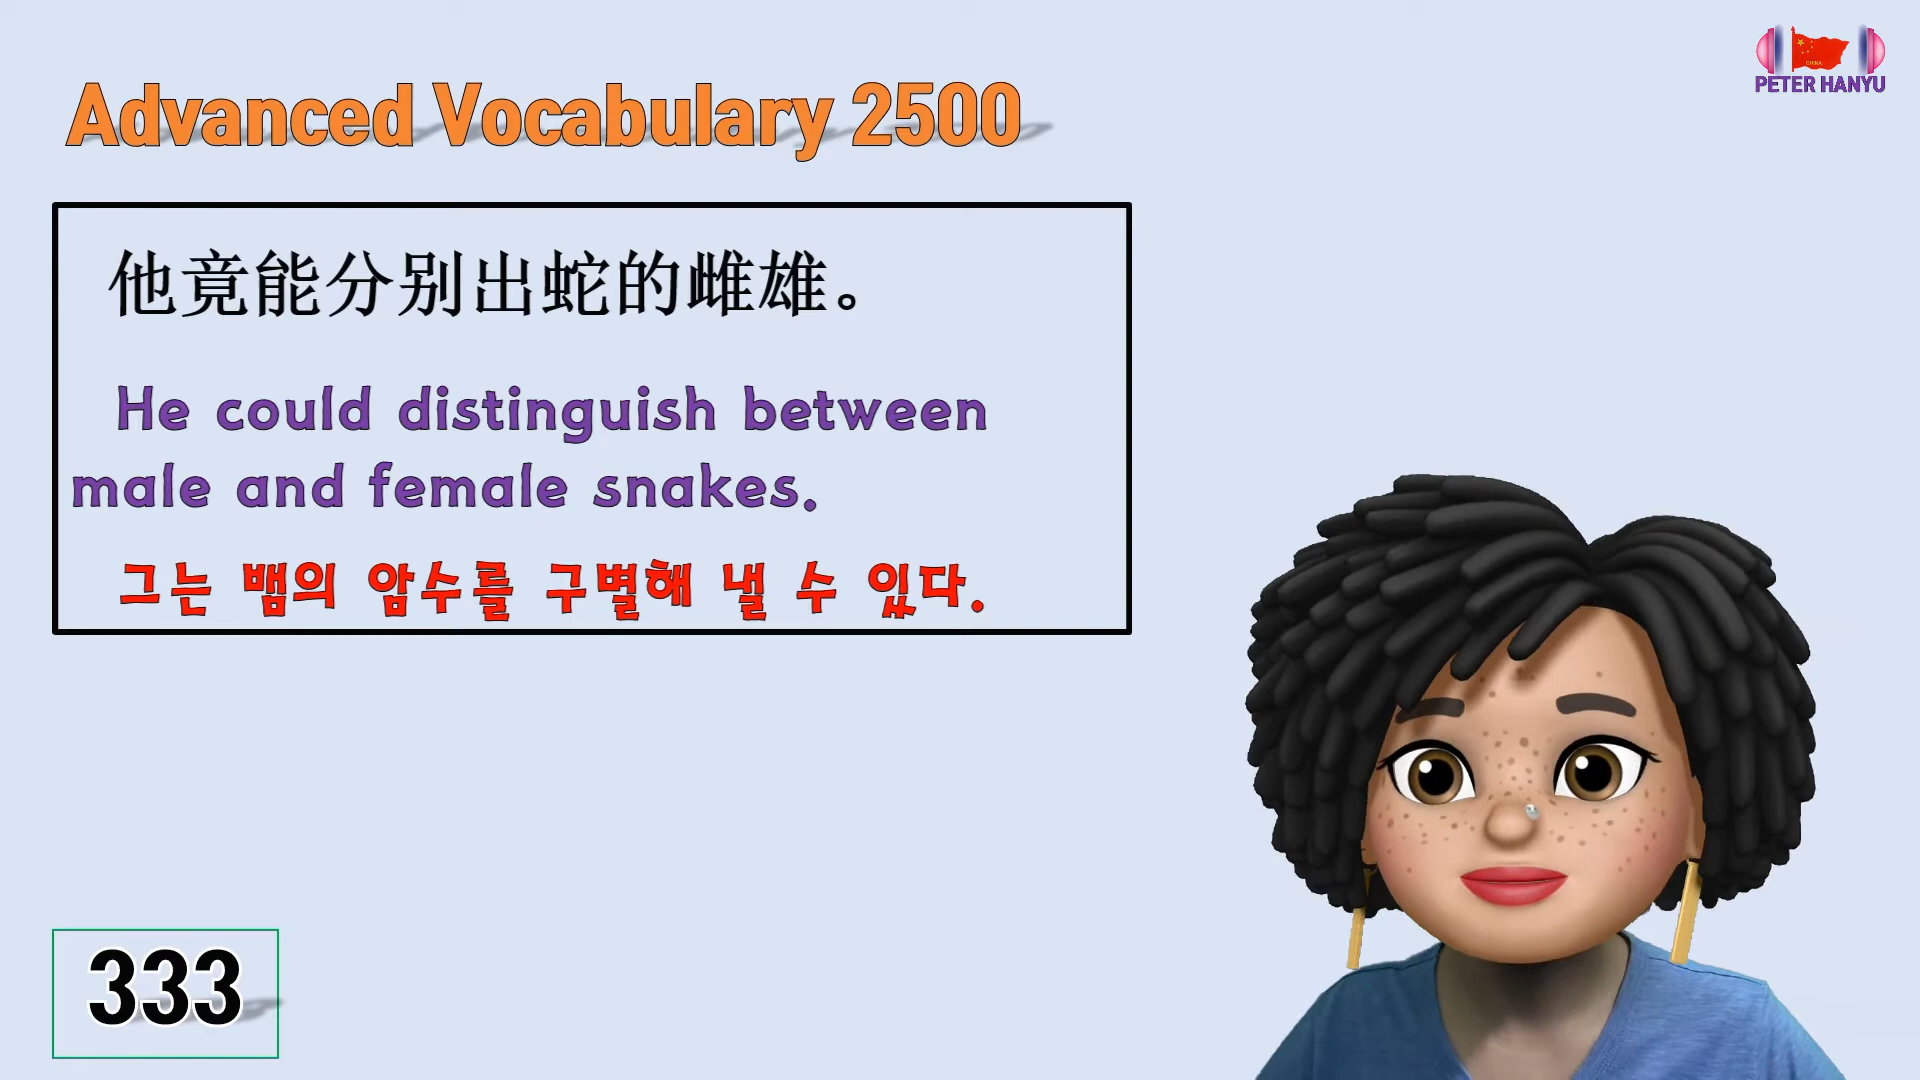 PETER HANYU
Advanced Vocabulary 2500
他竟能分别出蛇的雌雄。
He could distinguish between
male and female snakes.
그는 뱀의 암수를 구별해 낼 수 있다.
333